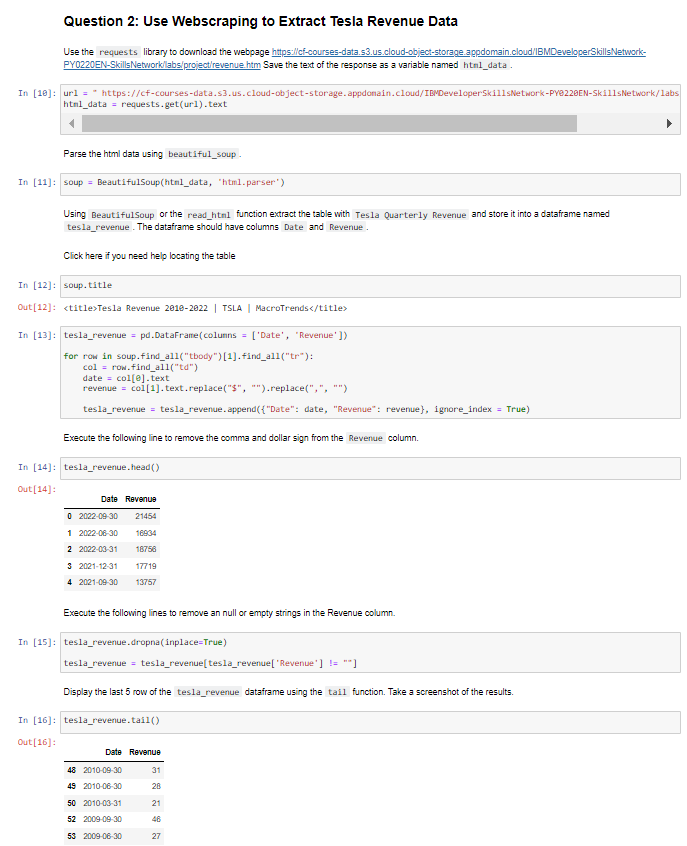 Question 2: Use Webscraping to Extract Tesla Revenue Data
Use the requests library to download the webpage https://cf-courses-data.s3.us.cloud-object-storage.appdomain.cloud/IBMDeveloperSkillsNetwork-
PY0220EN-SkillsNetwork/labs/project/revenue.htm Save the text of the response as a variable named html_data .
In [10]: url = " https://cf-courses-data.s3.us.cloud-object-storage.appdomain.cloud/IBMDeveloperSkillsNetwork-PY0220EN-SkillsNetwork/labs
html_data = requests.get(url).text
Parse the html data using beautiful_soup .
In [11]: soup = BeautifulSoup(html_data, 'html.parser')
Using BeautifulSoup or the read_html function extract the table with Tesla Quarterly Revenue and store it into a dataframe named
tesla_revenue . The dataframe should have columns Date and Revenue .
Click here if you need help locating the table
In [12]: soup.title
Out[12]: <title>Tesla Revenue 2010-2022 | TSLA | MacroTrends</title>
In [13]: tesla_revenue = pd.DataFrame(columns = ['Date', 'Revenue'])
for row in soup.find_all("tbody")[1].find_all("tr"):
col = row.find_all("td")
date = col[0].text
revenue = col[1].text.replace("$", "").replace(",", "")
tesla_revenue = tesla_revenue.append({"Date": date, "Revenue": revenue}, ignore_index = True)
Execute the following line to remove the comma and dollar sign from the Revenue column.
In [14]: tesla_revenue.head()
Out[14]:
Date Revenue
0 2022-09-30 21454
1 2022-06-30 16934
2 2022-03-31 18756
3 2021-12-31 17719
4 2021-09-30 13757
Execute the following lines to remove an null or empty strings in the Revenue column.
In [15]: tesla_revenue.dropna(inplace=True)
tesla_revenue = tesla_revenue[tesla_revenue['Revenue'] != ""]
Display the last 5 row of the tesla_revenue dataframe using the tail function. Take a screenshot of the results.
In [16]: tesla_revenue.tail()
Out[16]:
Date Revenue
48 2010-09-30 31
49 2010-06-30 28
50 2010-03-31 21
52 2009-09-30 46
53 2009-06-30 27